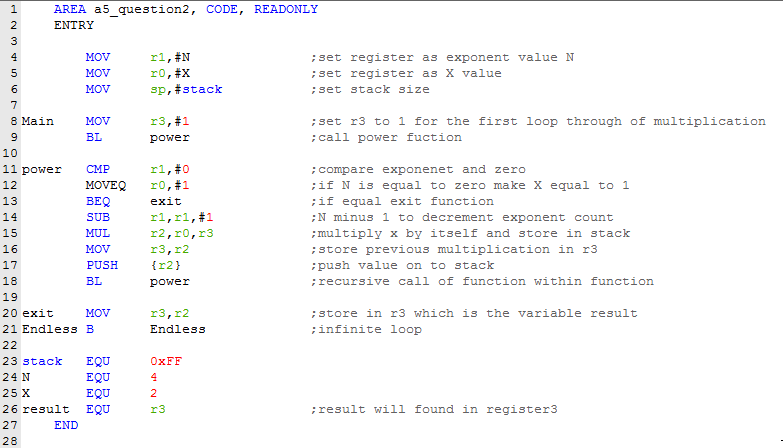 1 AREA a5_question2, CODE, READONLY
2 ENTRY
3
4 MOV r1,#N ;set register as exponent value N
5 MOV r0,#X ;set register as X value
6 MOV sp,#stack ;set stack size
7
8 Main MOV r3,#1 ;set r3 to 1 for the first loop through of multiplication
9 BL power ;call power fuction
10
11 power CMP r1,#0 ;compare exponenet and zero
12 MOVEQ r0,#1 ;if N is equal to zero make X equal to 1
13 BEQ exit ;if equal exit function
14 SUB r1,r1,#1 ;N minus 1 to decrement exponent count
15 MUL r2,r0,r3 ;multiply x by itself and store in stack
16 MOV r3,r2 ;store previous multiplication in r3
17 PUSH {r2} ;push value on to stack
18 BL power ;recursive call of function within function
19
20 exit MOV r3,r2 ;store in r3 which is the variable result
21 Endless B Endless ;infinite loop
22
23 stack EQU 0xFF
24 N EQU 4
25 X EQU 2
26 result EQU r3 ;result will found in register3
27 END
28